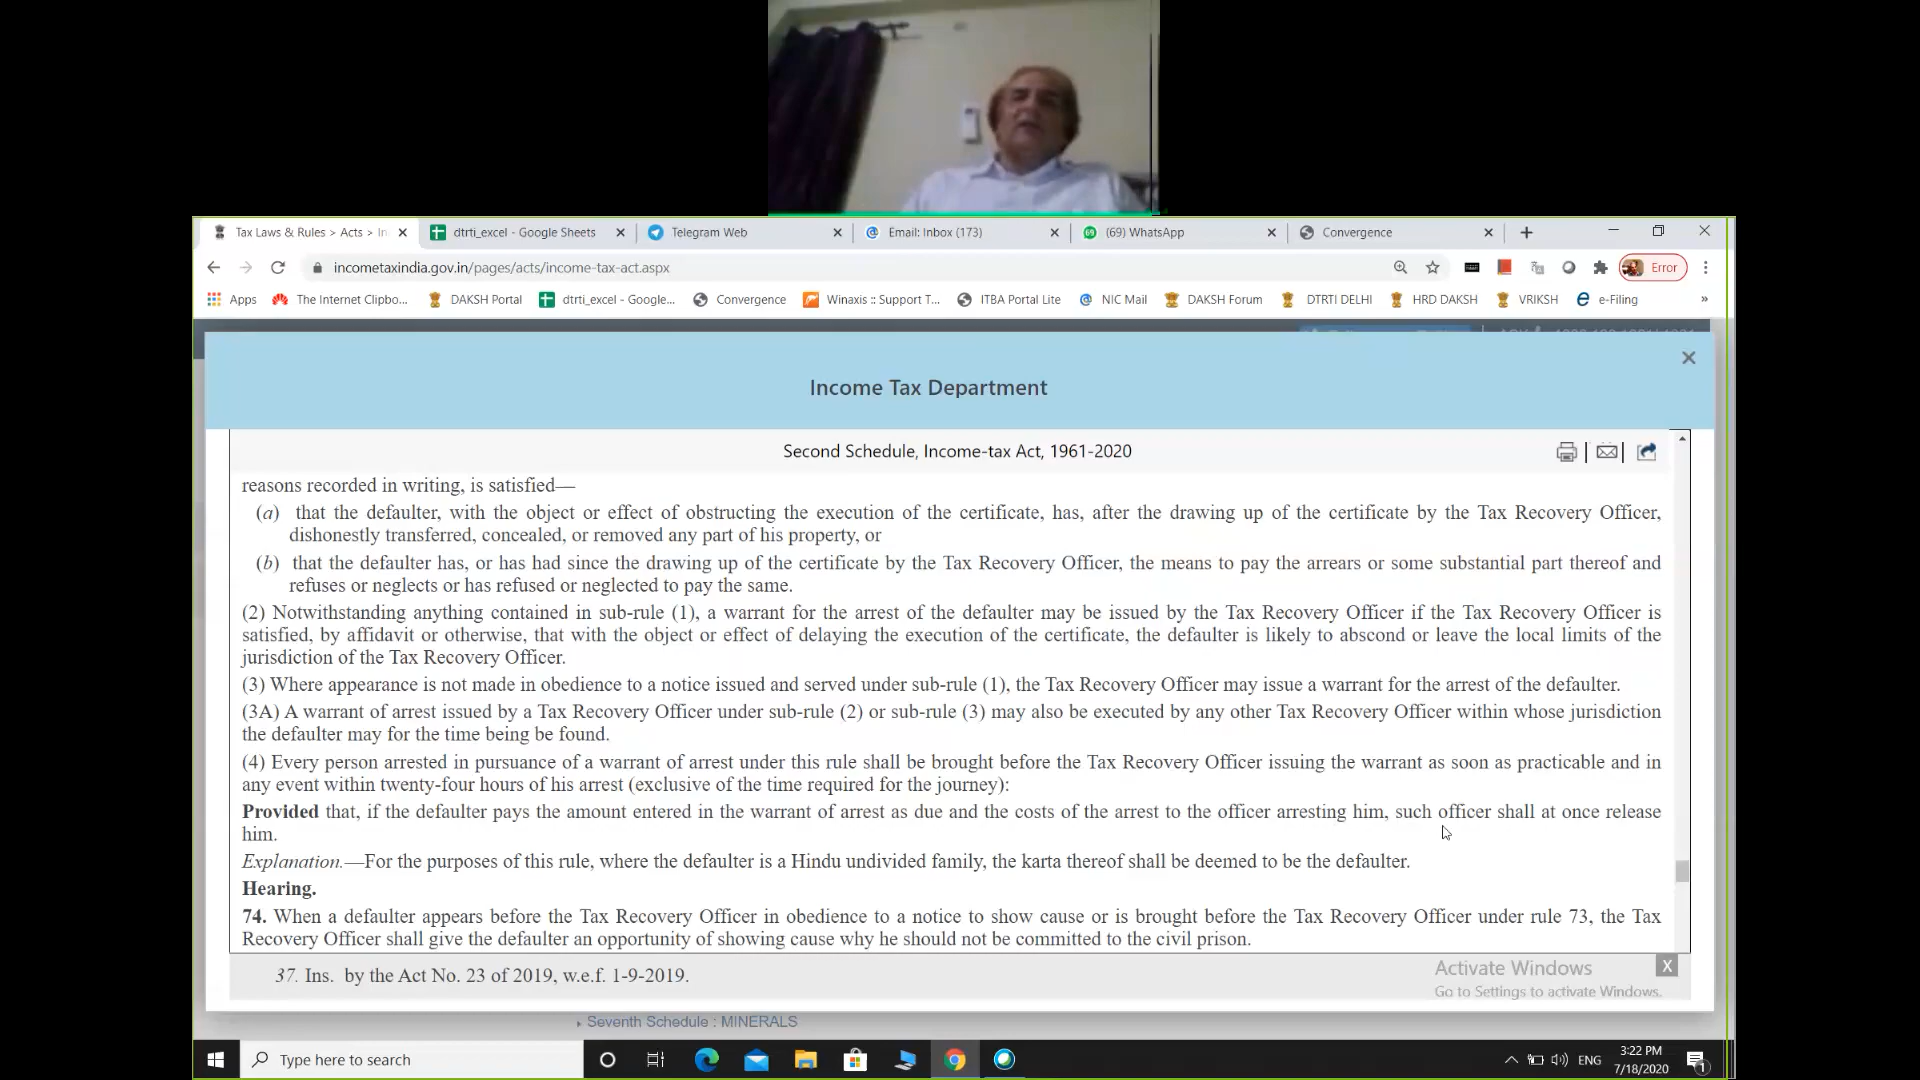 Tax Laws & Rules > Acts > In
dtrti_excel - Google Sheets
Telegram Web
Email: Inbox (173)
69
(69) WhatsApp
Convergence
incometaxindia.gov.in/pages/acts/income-tax-act.aspx
Error
Apps
The Internet Clipbo...
DAKSH Portal
dtrti_excel - Google...
Convergence
Winaxis :: Support T...
ITBA Portal Lite
NIC Mail
DAKSH Forum
DTRTI DELHI
HRD DAKSH
VRIKSH
e-Filing
Income Tax Department
Second Schedule, Income-tax Act, 1961-2020
reasons recorded in writing, is satisfied—
(a) that the defaulter, with the object or effect of obstructing the execution of the certificate, has, after the drawing up of the certificate by the Tax Recovery Officer,
dishonestly transferred, concealed, or removed any part of his property, or
(b) that the defaulter has, or has had since the drawing up of the certificate by the Tax Recovery Officer, the means to pay the arrears or some substantial part thereof and
refuses or neglects or has refused or neglected to pay the same.
(2) Notwithstanding anything contained in sub-rule (1), a warrant for the arrest of the defaulter may be issued by the Tax Recovery Officer if the Tax Recovery Officer is
satisfied, by affidavit or otherwise, that with the object or effect of delaying the execution of the certificate, the defaulter is likely to abscond or leave the local limits of the
jurisdiction of the Tax Recovery Officer.
(3) Where appearance is not made in obedience to a notice issued and served under sub-rule (1), the Tax Recovery Officer may issue a warrant for the arrest of the defaulter.
(3A) A warrant of arrest issued by a Tax Recovery Officer under sub-rule (2) or sub-rule (3) may also be executed by any other Tax Recovery Officer within whose jurisdiction
the defaulter may for the time being be found.
(4) Every person arrested in pursuance of a warrant of arrest under this rule shall be brought before the Tax Recovery Officer issuing the warrant as soon as practicable and in
any event within twenty-four hours of his arrest (exclusive of the time required for the journey):
Provided that, if the defaulter pays the amount entered in the warrant of arrest as due and the costs of the arrest to the officer arresting him, such officer shall at once release
him.
Explanation.—For the purposes of this rule, where the defaulter is a Hindu undivided family, the karta thereof shall be deemed to be the defaulter.
Hearing.
74. When a defaulter appears before the Tax Recovery Officer in obedience to a notice to show cause or is brought before the Tax Recovery Officer under rule 73, the Tax
Recovery Officer shall give the defaulter an opportunity of showing cause why he should not be committed to the civil prison.
37. Ins. by the Act No. 23 of 2019, w.e.f. 1-9-2019.
Activate Windows
Go to Settings to activate Windows.
Seventh Schedule : MINERALS
Type here to search
ENG
3:22 PM
7/18/2020
1